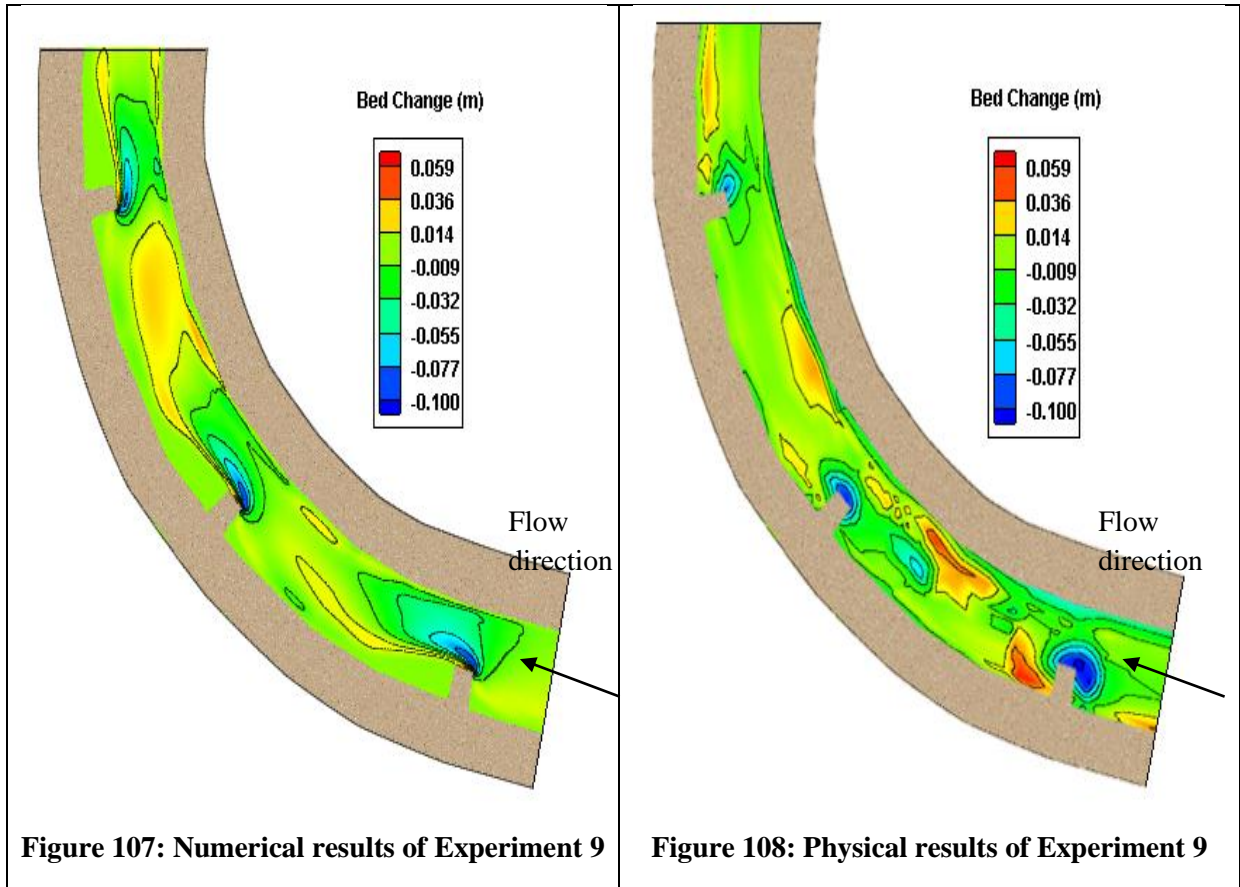 Bed Change (m)
0.059
0.036
0.014
-0.009
-0.032
-0.055
-0.077
-0.100
Flow
direction
Figure 107: Numerical results of Experiment 9
Bed Change (m)
0.059
0.036
0.014
-0.009
-0.032
-0.055
-0.077
-0.100
Flow
direction
Figure 108: Physical results of Experiment 9